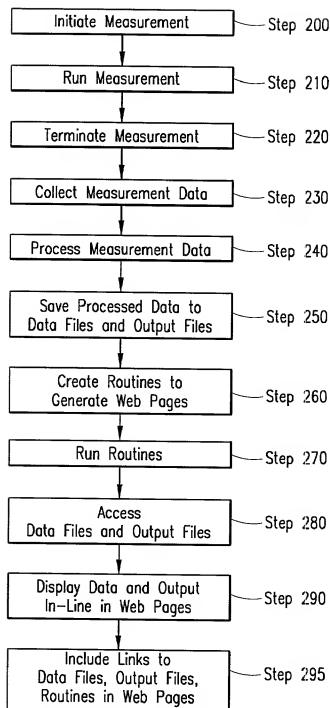 Initiate Measurement
Step 200
Run Measurement
Step 210
Terminate Measurement
Step 220
Collect Measurement Data
Step 230
Process Measurement Data
Step 240
Save Processed Data to
Data Files and Output Files
Step 250
Create Routines to
Generate Web Pages
Step 260
Run Routines
Step 270
Access
Data Files and Output Files
Step 280
Display Data and Output
In-Line in Web Pages
Step 290
Include Links to
Data Files, Output Files,
Routines in Web Pages
Step 295